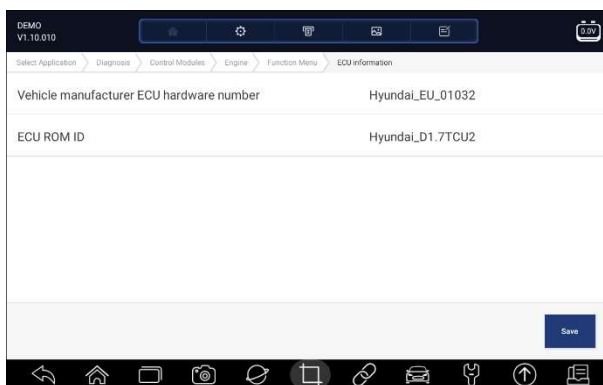 DEMO
V1.10.010
0.0V
Select Application Diagnosis Control Modules Engine Function Menu ECU information
Vehicle manufacturer ECU hardware number Hyundai_EU_01032
ECU ROM ID Hyundai_D1.7TCU2
Save